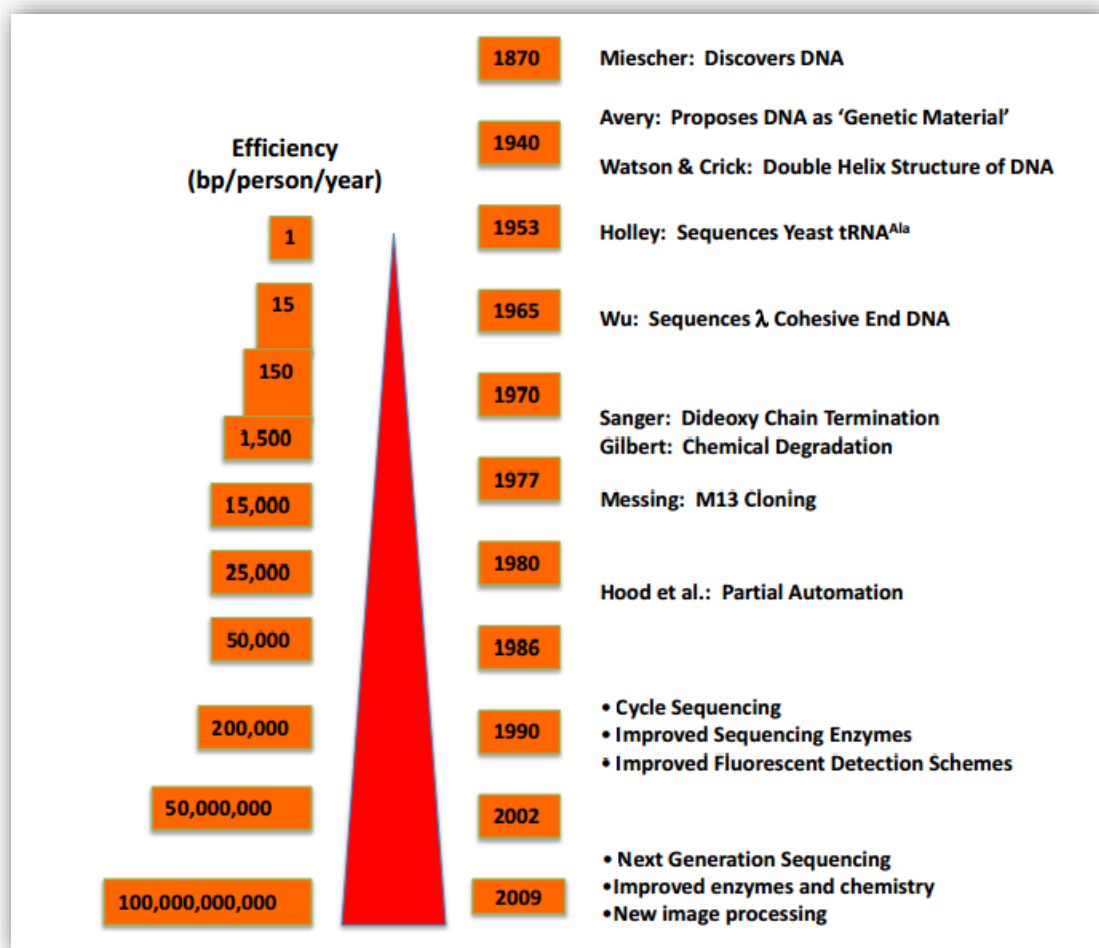 1870
Miescher: Discovers DNA
Avery: Proposes DNA as ‘Genetic Material’
1940
Watson & Crick: Double Helix Structure of DNA
Efficiency
(bp/person/year)
1
1953
Holley: Sequences Yeast tRNAᴬˡᵃ
15
1965
Wu: Sequences λ Cohesive End DNA
150
1970
Sanger: Dideoxy Chain Termination
1,500
Gilbert: Chemical Degradation
1977
15,000
Messing: M13 Cloning
25,000
1980
Hood et al.: Partial Automation
50,000
1986
200,000
1990
• Cycle Sequencing
• Improved Sequencing Enzymes
• Improved Fluorescent Detection Schemes
50,000,000
2002
100,000,000,000
2009
• Next Generation Sequencing
•Improved enzymes and chemistry
•New image processing